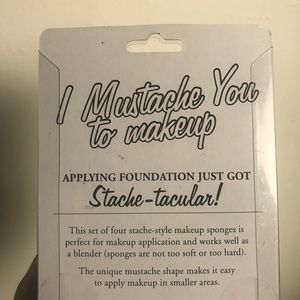 I Mustache You
to makeup
APPLYING FOUNDATION JUST GOT
Stache-tacular!
This set of four stache-style makeup sponges is
perfect for makeup application and works well as
a blender (sponges are not too soft or too hard).
The unique mustache shape makes it easy
to apply makeup in smaller areas.